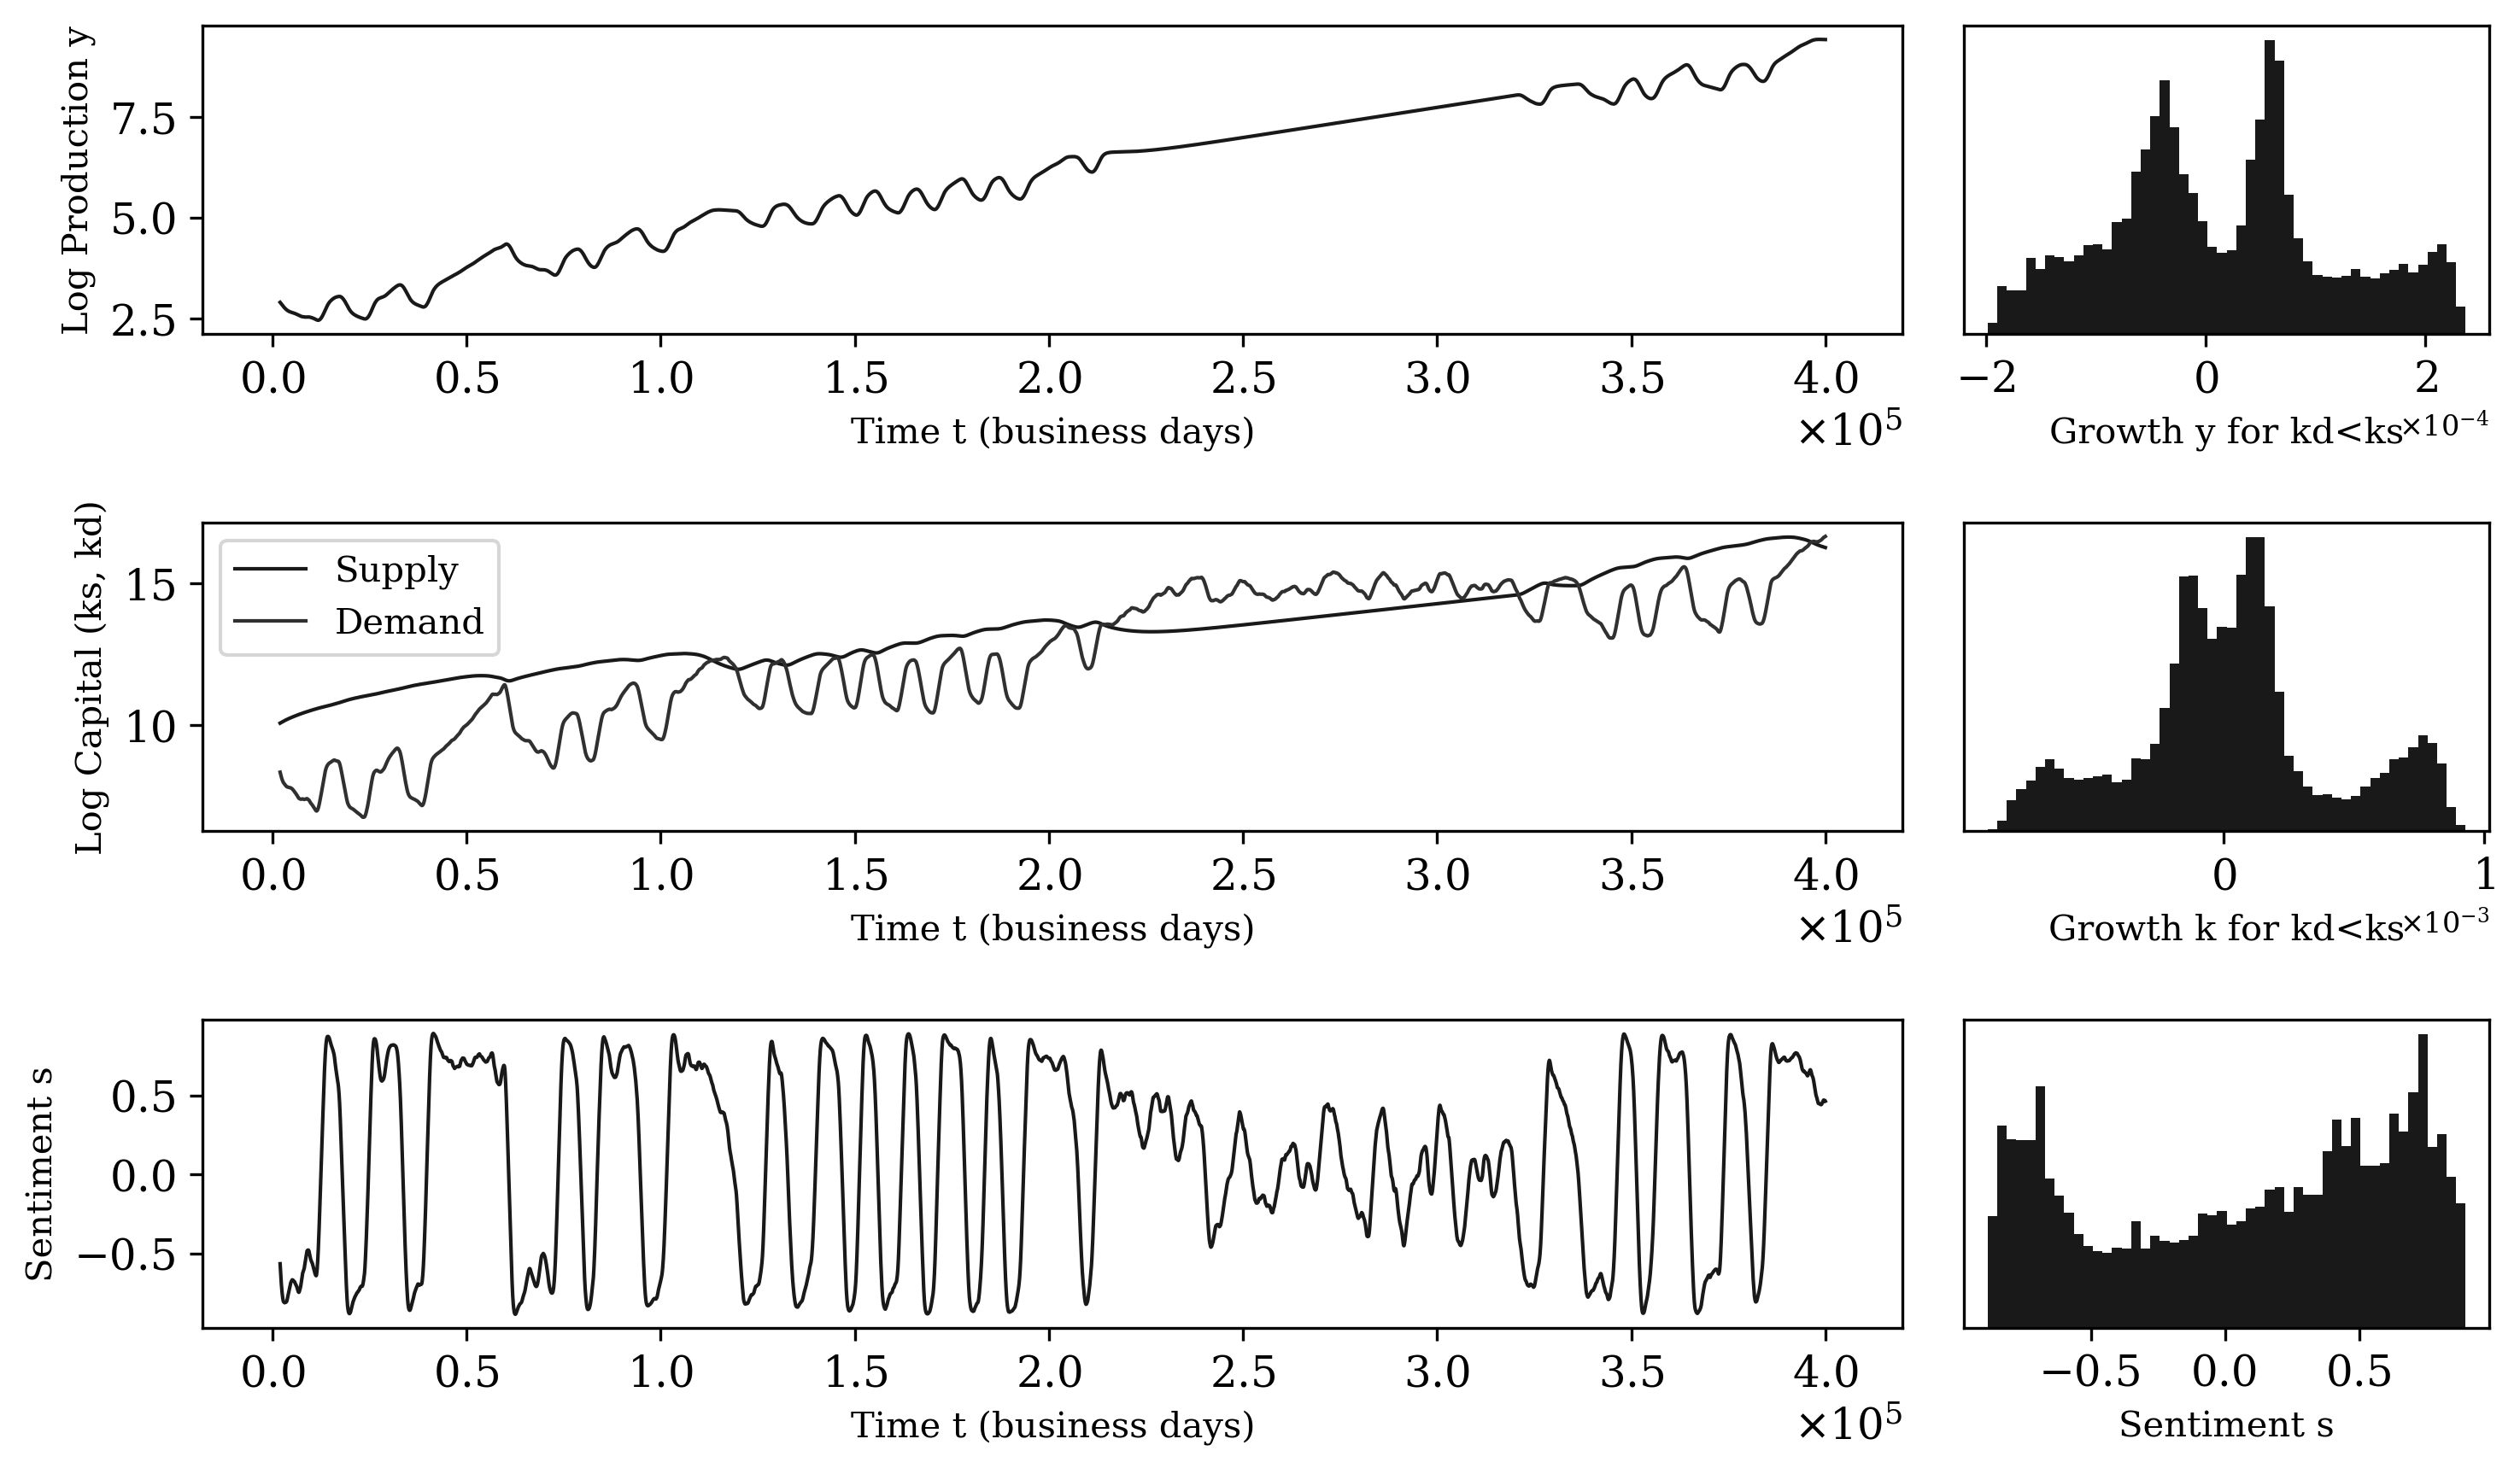 Log Production y
7.5
5.0
2.5
0.0 0.5 1.0 1.5 2.0 2.5 3.0 3.5 4.0
Time t (business days)
×10⁵
−2 0 2
Growth y for kd<ks
×10⁻⁴
Log Capital (ks, kd)
15
10
Supply
Demand
0.0 0.5 1.0 1.5 2.0 2.5 3.0 3.5 4.0
Time t (business days)
×10⁵
0 1
Growth k for kd<ks
×10⁻³
Sentiment s
0.5
0.0
−0.5
0.0 0.5 1.0 1.5 2.0 2.5 3.0 3.5 4.0
Time t (business days)
×10⁵
−0.5 0.0 0.5
Sentiment s